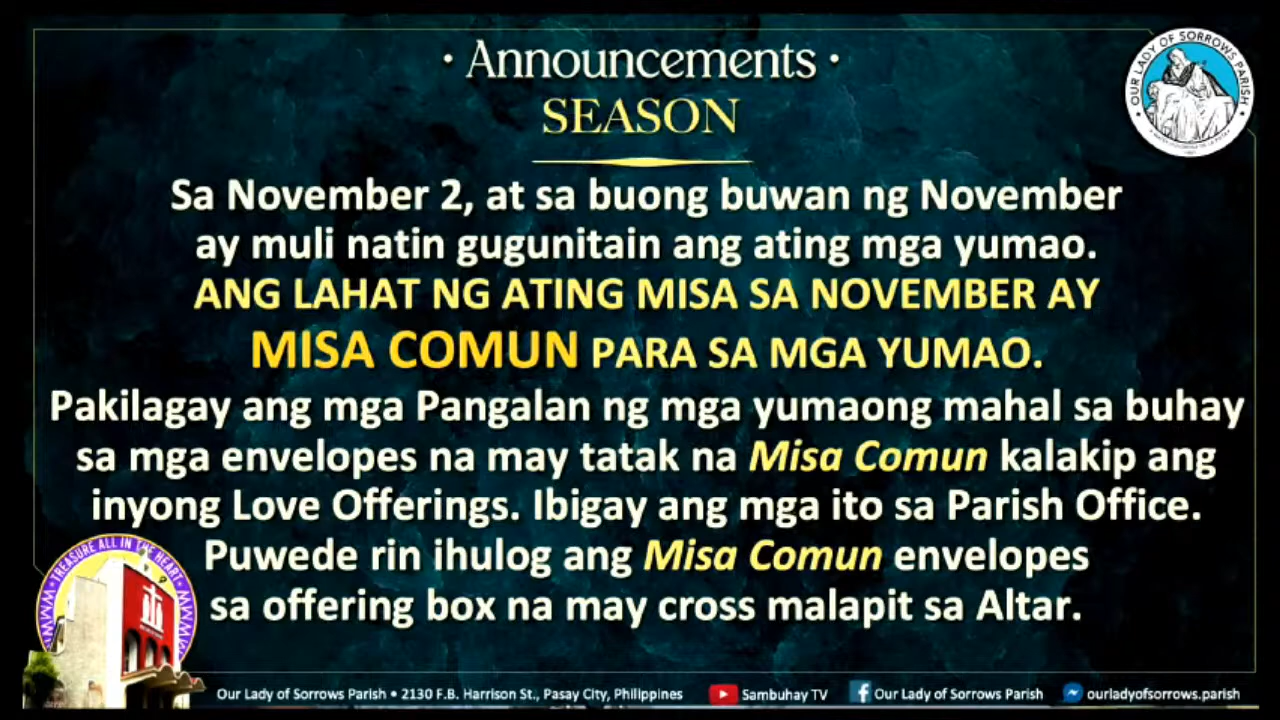 • Announcements •
SEASON
OUR LADY OF SORROWS PARISH
Sa November 2, at sa buong buwan ng November
ay muli natin gugunitain ang ating mga yumao.
ANG LAHAT NG ATING MISA SA NOVEMBER AY
MISA COMUN PARA SA MGA YUMAO.
Pakilagay ang mga Pangalan ng mga yumaong mahal sa buhay
sa mga envelopes na may tatak na Misa Comun kalakip ang
inyong Love Offerings. Ibigay ang mga ito sa Parish Office.
Puwede rin ihulog ang Misa Comun envelopes
sa offering box na may cross malapit sa Altar.
TREASURE ALL IN THE HEART
Our Lady of Sorrows Parish • 2130 F.B. Harrison St., Pasay City, Philippines
Sambuhay TV
Our Lady of Sorrows Parish
ourladyofsorrows.parish